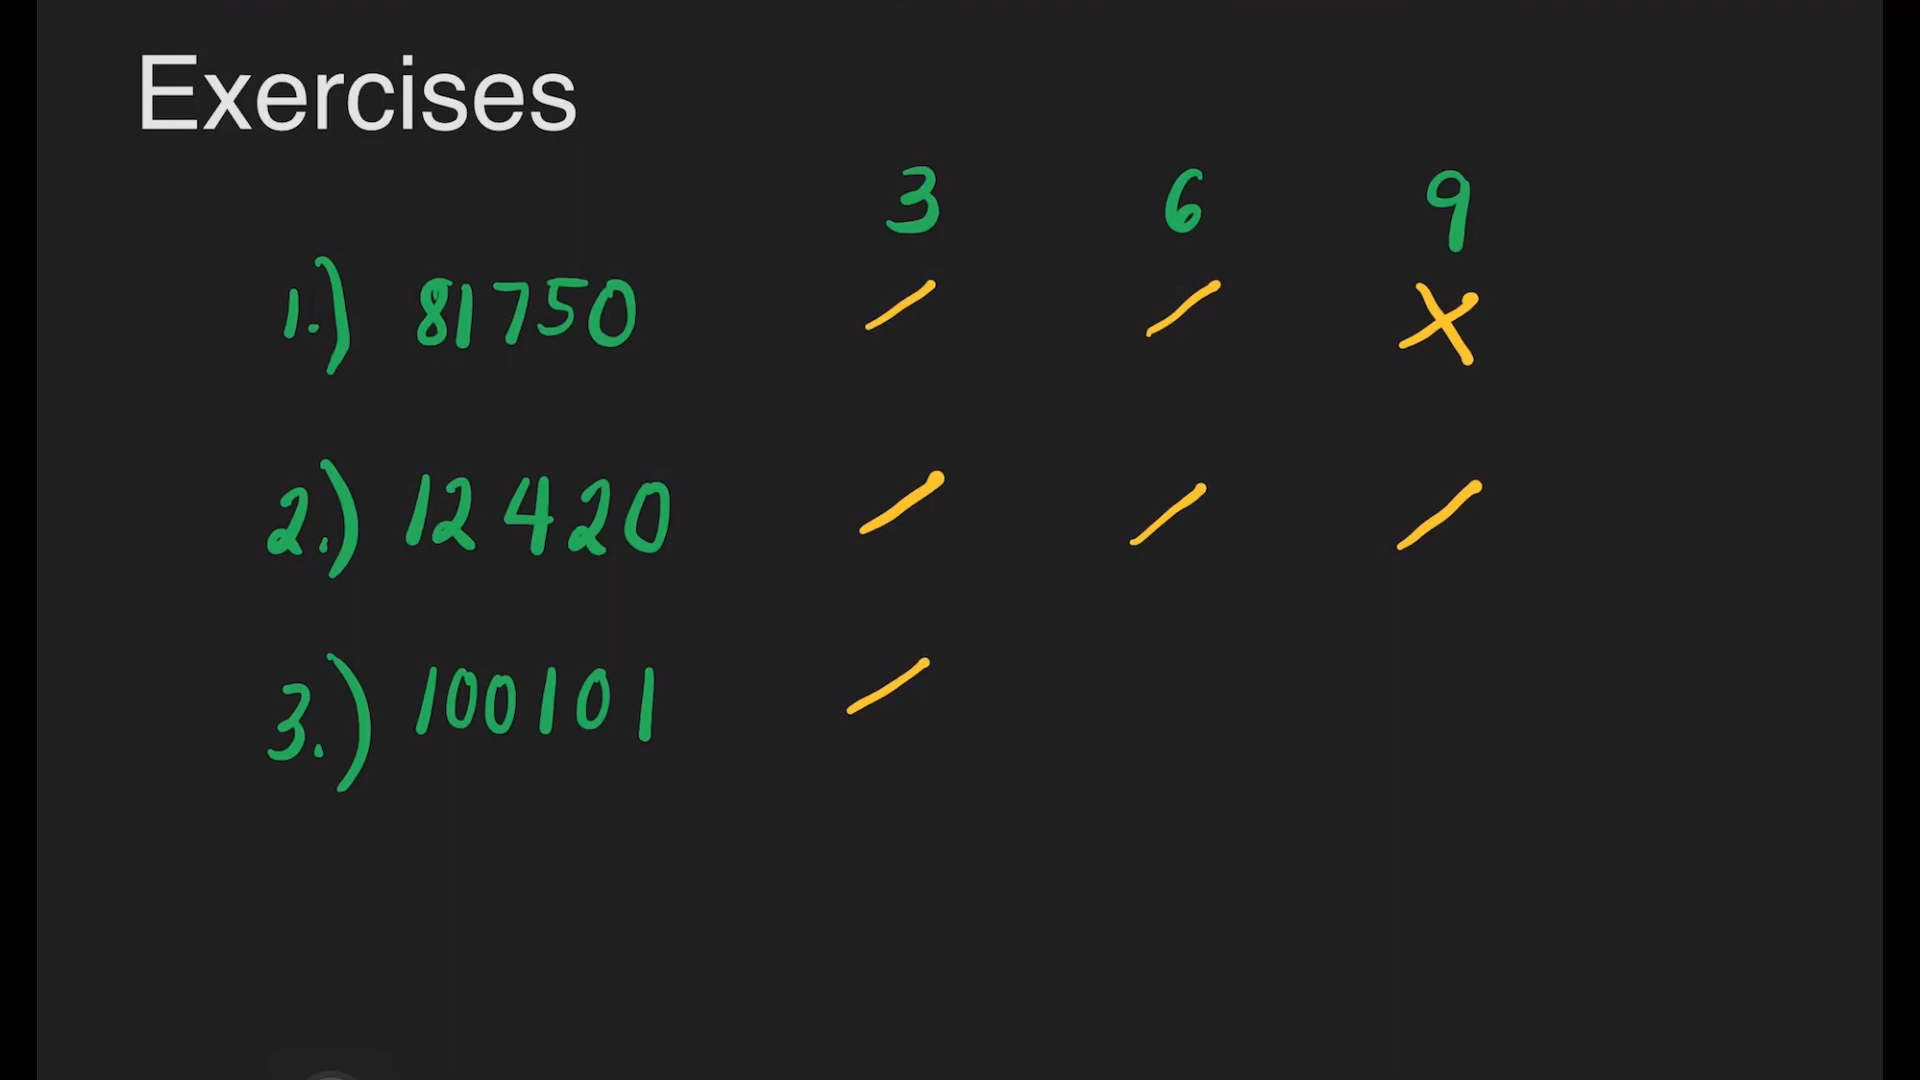 Exercises
3 6 9
1.) 81750 / / X
2.) 12420 / / /
3.) 100101 /